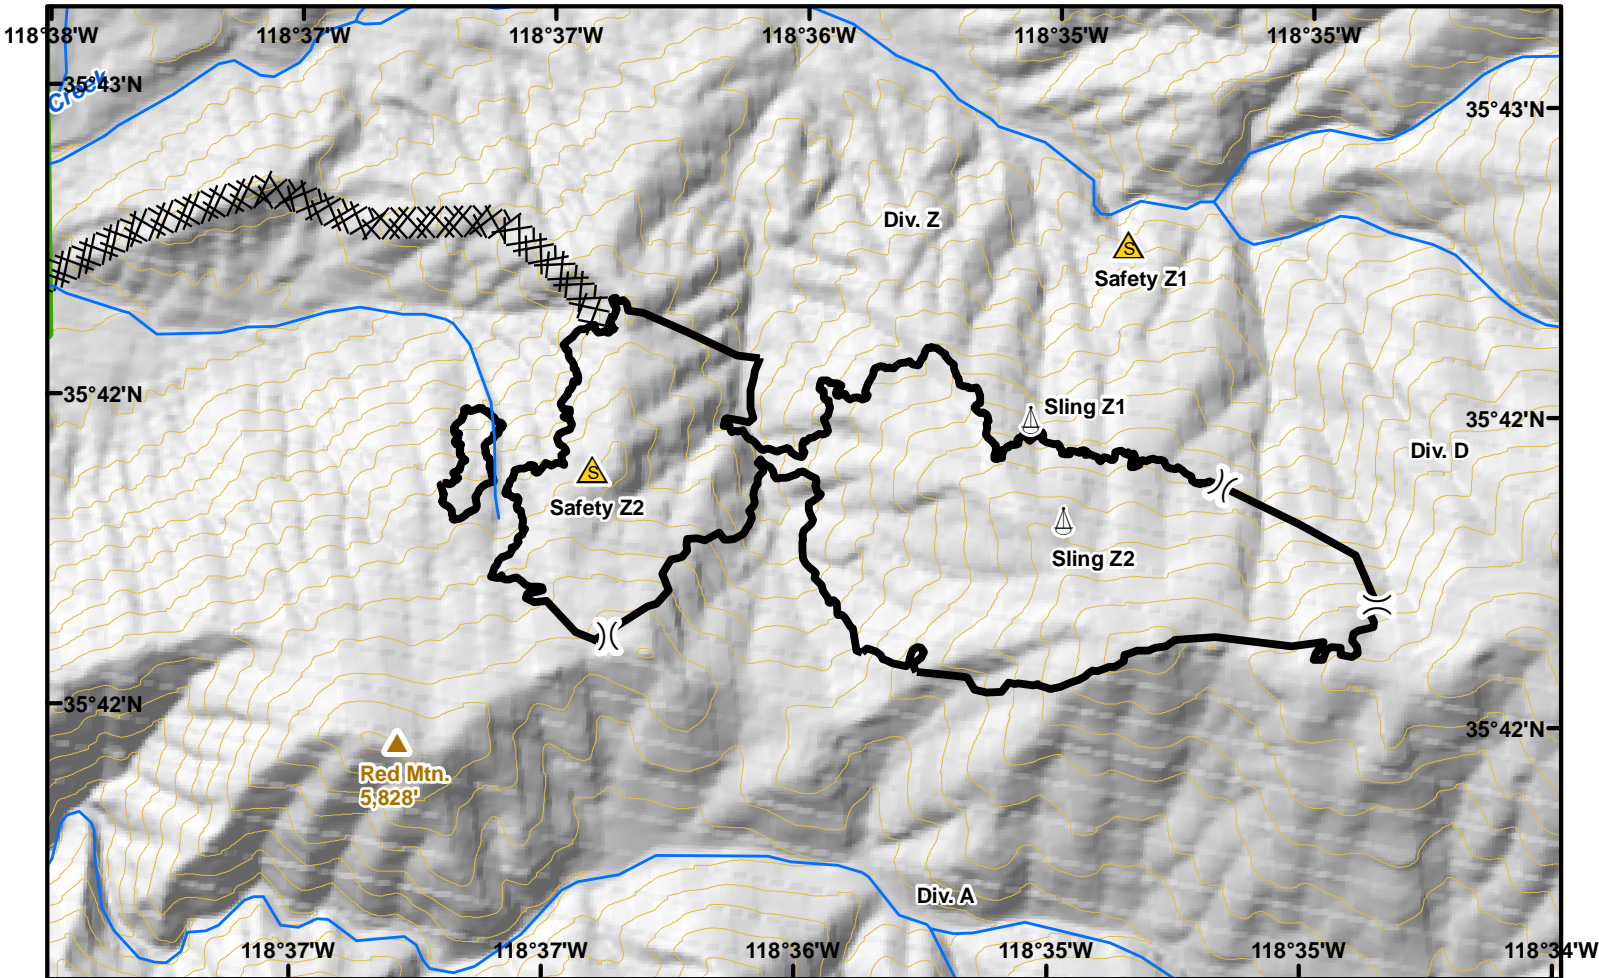 118°38'W
118°37'W
118°37'W
118°36'W
118°35'W
118°35'W
Creek
35°43'N
35°43'N
Div. Z
S
Safety Z1
35°42'N
Sling Z1
35°42'N
Div. D
S
Safety Z2
Sling Z2
35°42'N
35°42'N
Red Mtn.
5,828'
Div. A
118°37'W
118°37'W
118°36'W
118°35'W
118°35'W
118°34'W